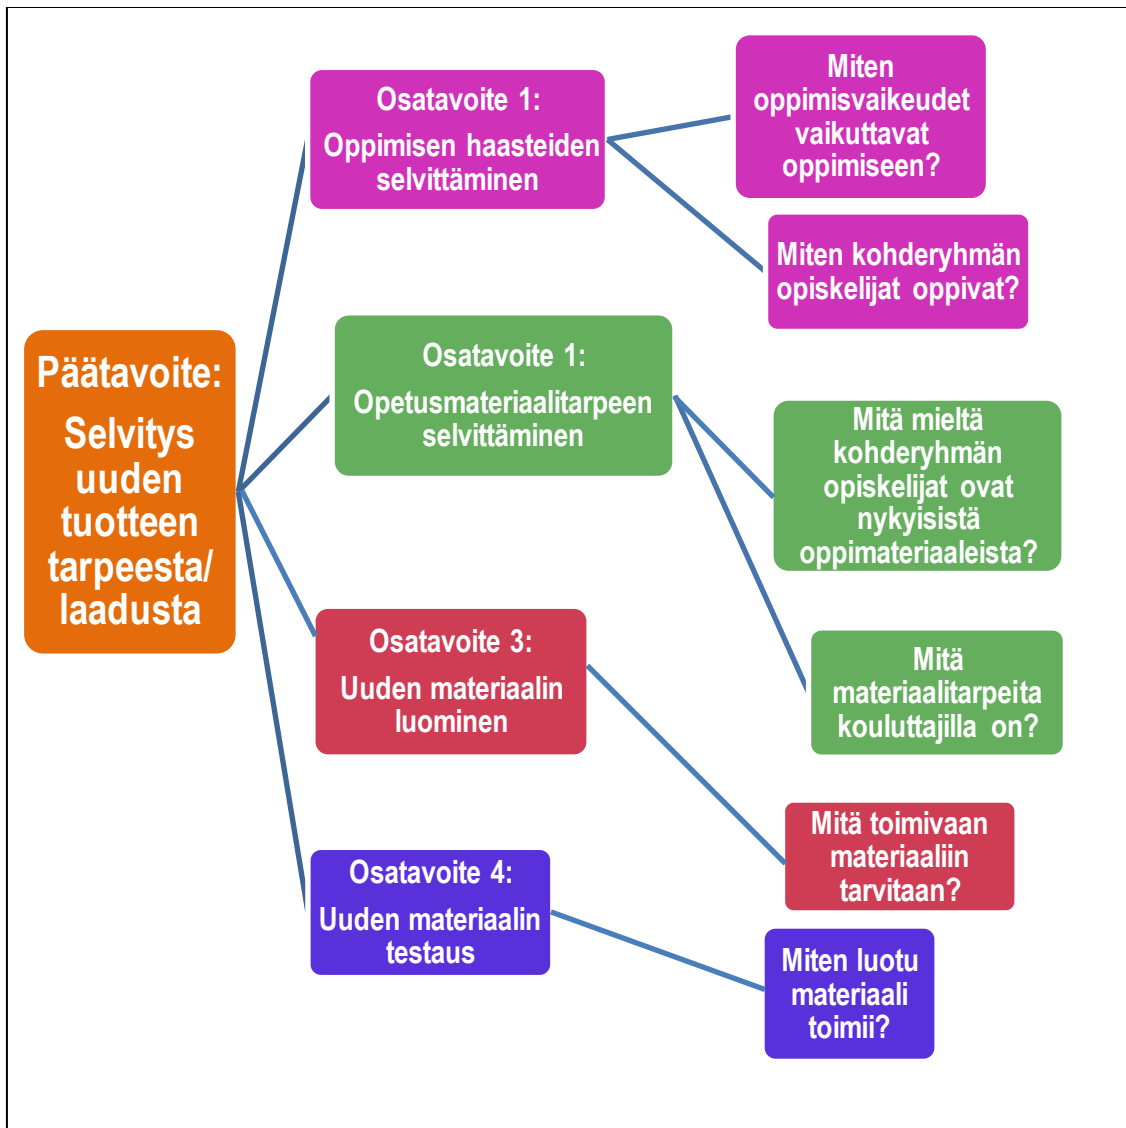 Päätavoite:
Selvitys
uuden
tuotteen
tarpeesta/
laadusta
Osatavoite 1:
Oppimisen haasteiden
selvittäminen
Miten
oppimisvaikeudet
vaikuttavat
oppimiseen?
Miten kohderyhmän
opiskelijat oppivat?
Osatavoite 1:
Opetusmateriaalitarpeen
selvittäminen
Mitä mieltä
kohderyhmän
opiskelijat ovat
nykyisistä
oppimateriaaleista?
Mitä
materiaalitarpeita
kouluttajilla on?
Osatavoite 3:
Uuden materiaalin
luominen
Mitä toimivaan
materiaaliin
tarvitaan?
Osatavoite 4:
Uuden materiaalin
testaus
Miten luotu
materiaali
toimii?